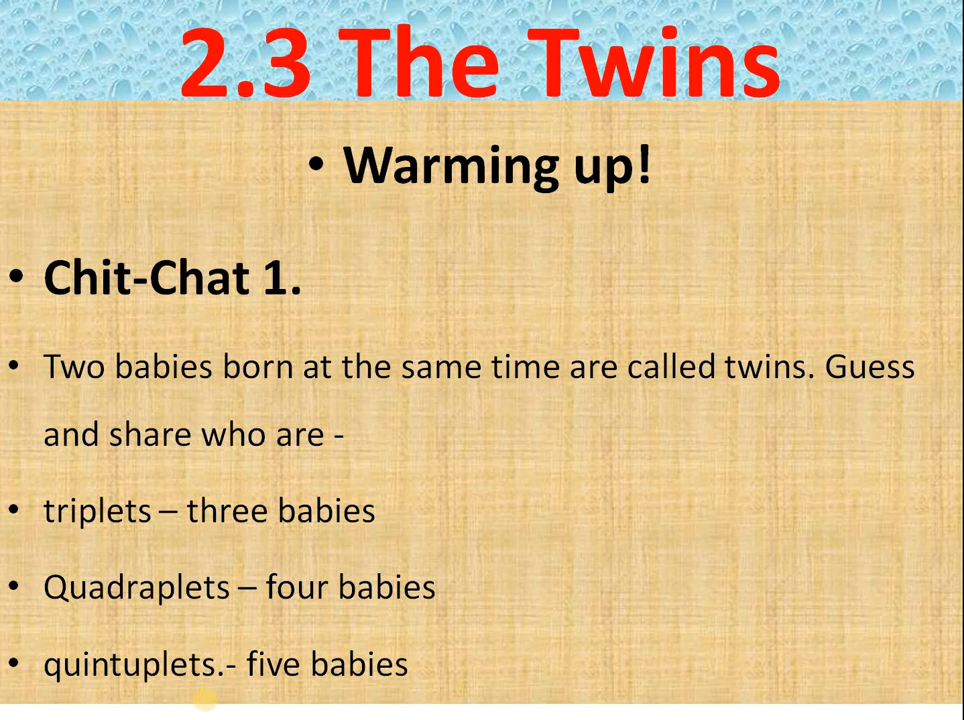 2.3 The Twins
• Warming up!
• Chit-Chat 1.
• Two babies born at the same time are called twins. Guess
and share who are -
• triplets – three babies
• Quadraplets – four babies
• quintuplets.- five babies